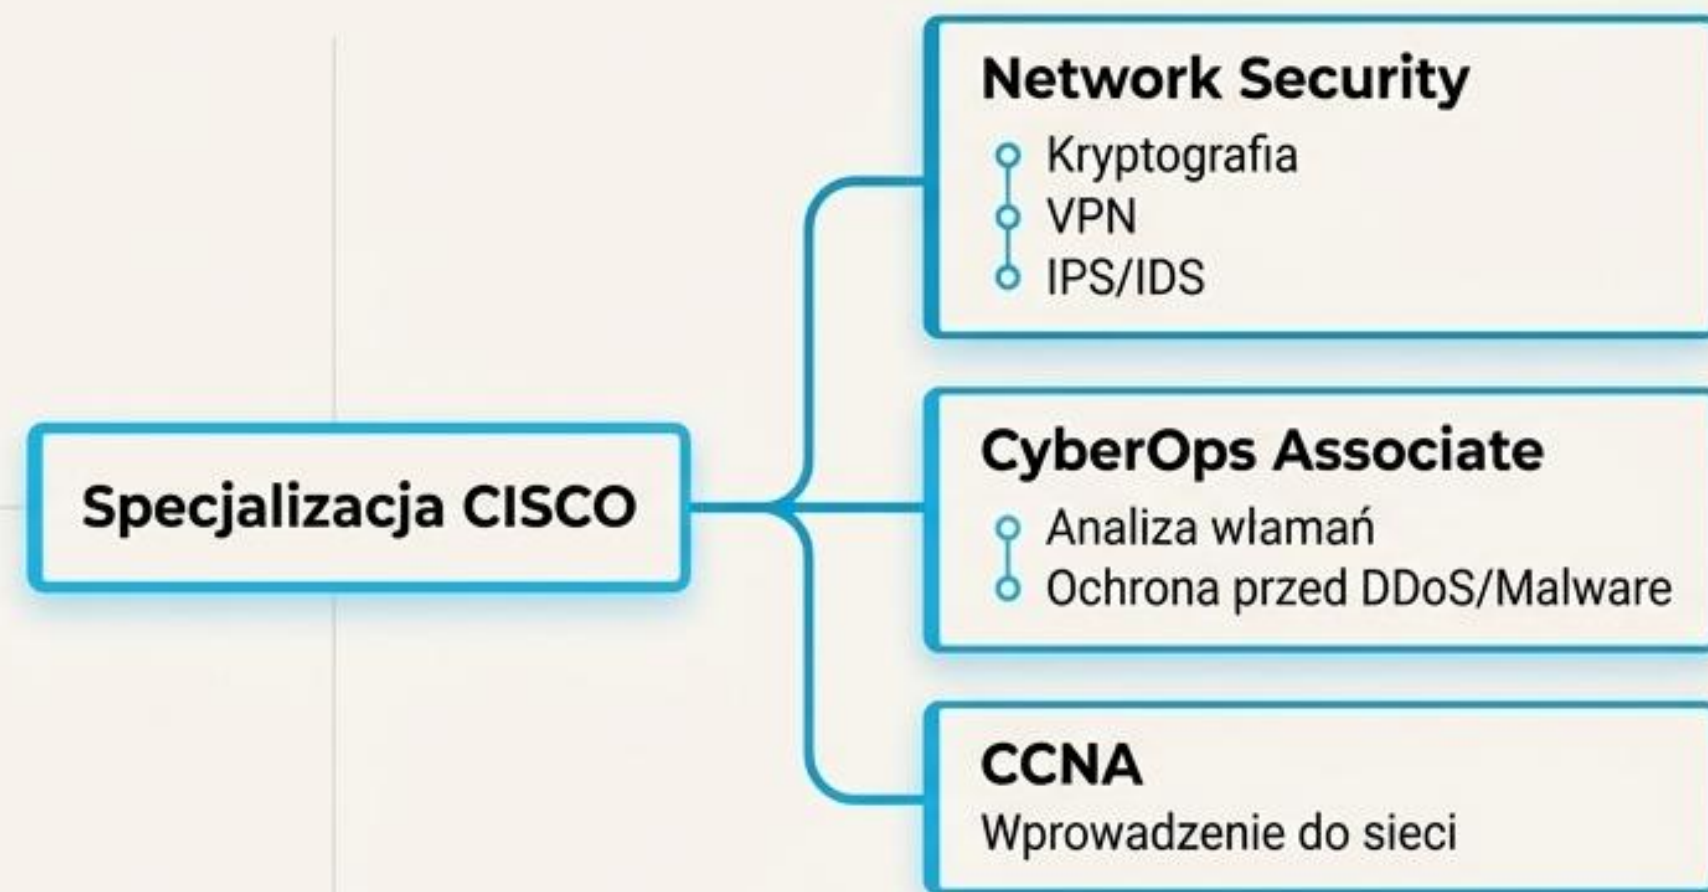 Specjalizacja CISCO
Network Security
Kryptografia
VPN
IPS/IDS
CyberOps Associate
Analiza włamań
Ochrona przed DDoS/Malware
CCNA
Wprowadzenie do sieci